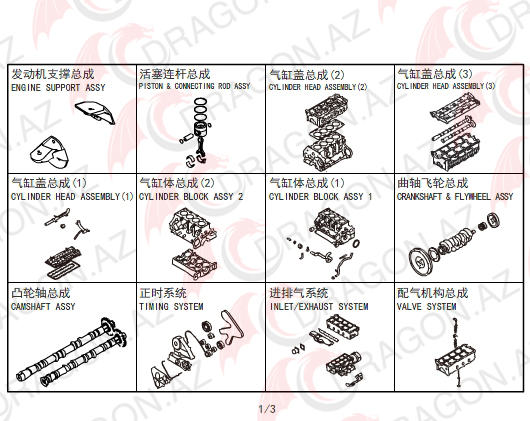 发动机支撑总成
ENGINE SUPPORT ASSY
活塞连杆总成
PISTON & CONNECTING ROD ASSY
气缸盖总成(2)
CYLINDER HEAD ASSEMBLY(2)
气缸盖总成(3)
CYLINDER HEAD ASSEMBLY(3)
气缸盖总成(1)
CYLINDER HEAD ASSEMBLY(1)
气缸体总成(2)
CYLINDER BLOCK ASSY 2
气缸体总成(1)
CYLINDER BLOCK ASSY 1
曲轴飞轮总成
CRANKSHAFT & FLYWHEEL ASSY
凸轮轴总成
CAMSHAFT ASSY
正时系统
TIMING SYSTEM
进排气系统
INLET/EXHAUST SYSTEM
配气机构总成
VALVE SYSTEM
1/3
DRAGON.AZ